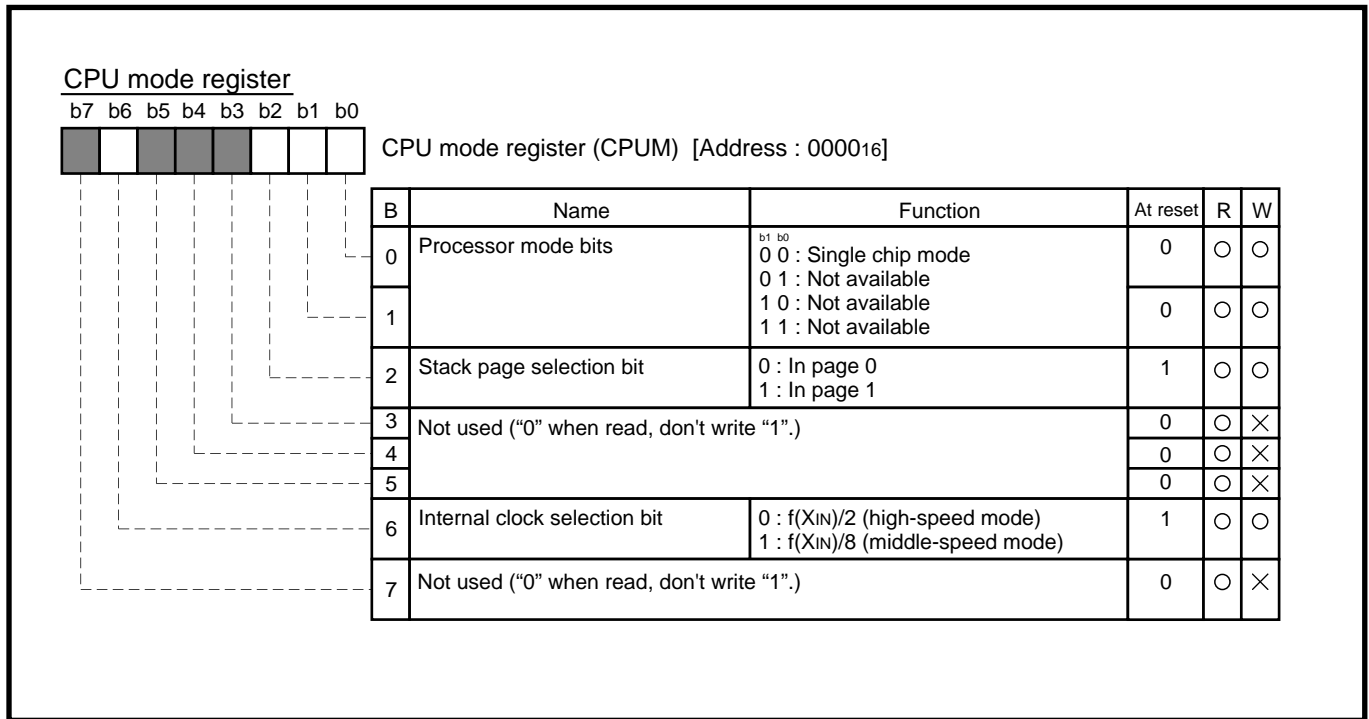 CPU mode register
b7 b6 b5 b4 b3 b2 b1 b0
CPU mode register (CPUM) [Address : 000016]
B Name Function At reset R W
0 Processor mode bits b1 b0 0 ○ ○
0 0 : Single chip mode
0 1 : Not available
1 1 0 : Not available 0 ○ ○
1 1 : Not available
2 Stack page selection bit 0 : In page 0 1 ○ ○
1 : In page 1
3 Not used (“0” when read, don't write “1”.) 0 ○ ×
4 0 ○ ×
5 0 ○ ×
6 Internal clock selection bit 0 : f(XIN)/2 (high-speed mode) 1 ○ ○
1 : f(XIN)/8 (middle-speed mode)
7 Not used (“0” when read, don't write “1”.) 0 ○ ×